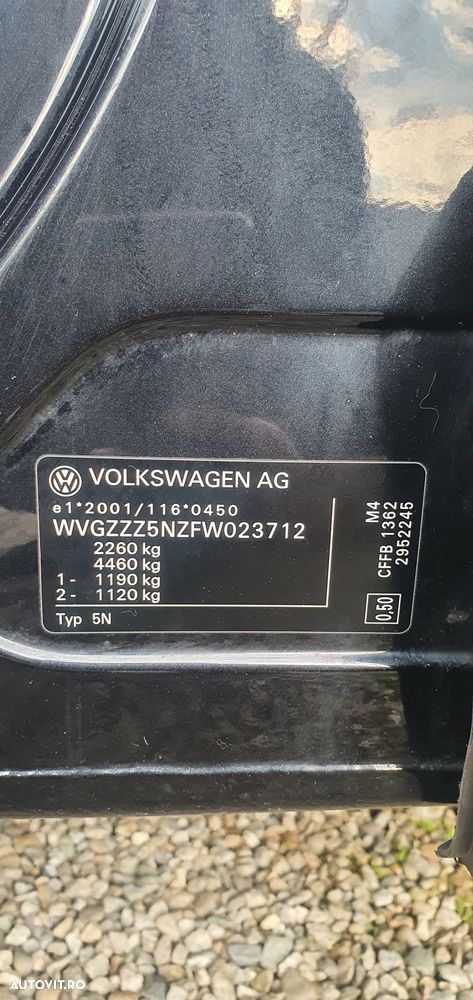 VOLKSWAGEN AG
e1*2001/116*0450
WVGZZZ5NZFW023712
2260 kg
4460 kg
1 - 1190 kg
2 - 1120 kg
Typ 5N
M4
CFFB 1362
2952245
0,50
AUTOVIT.RO